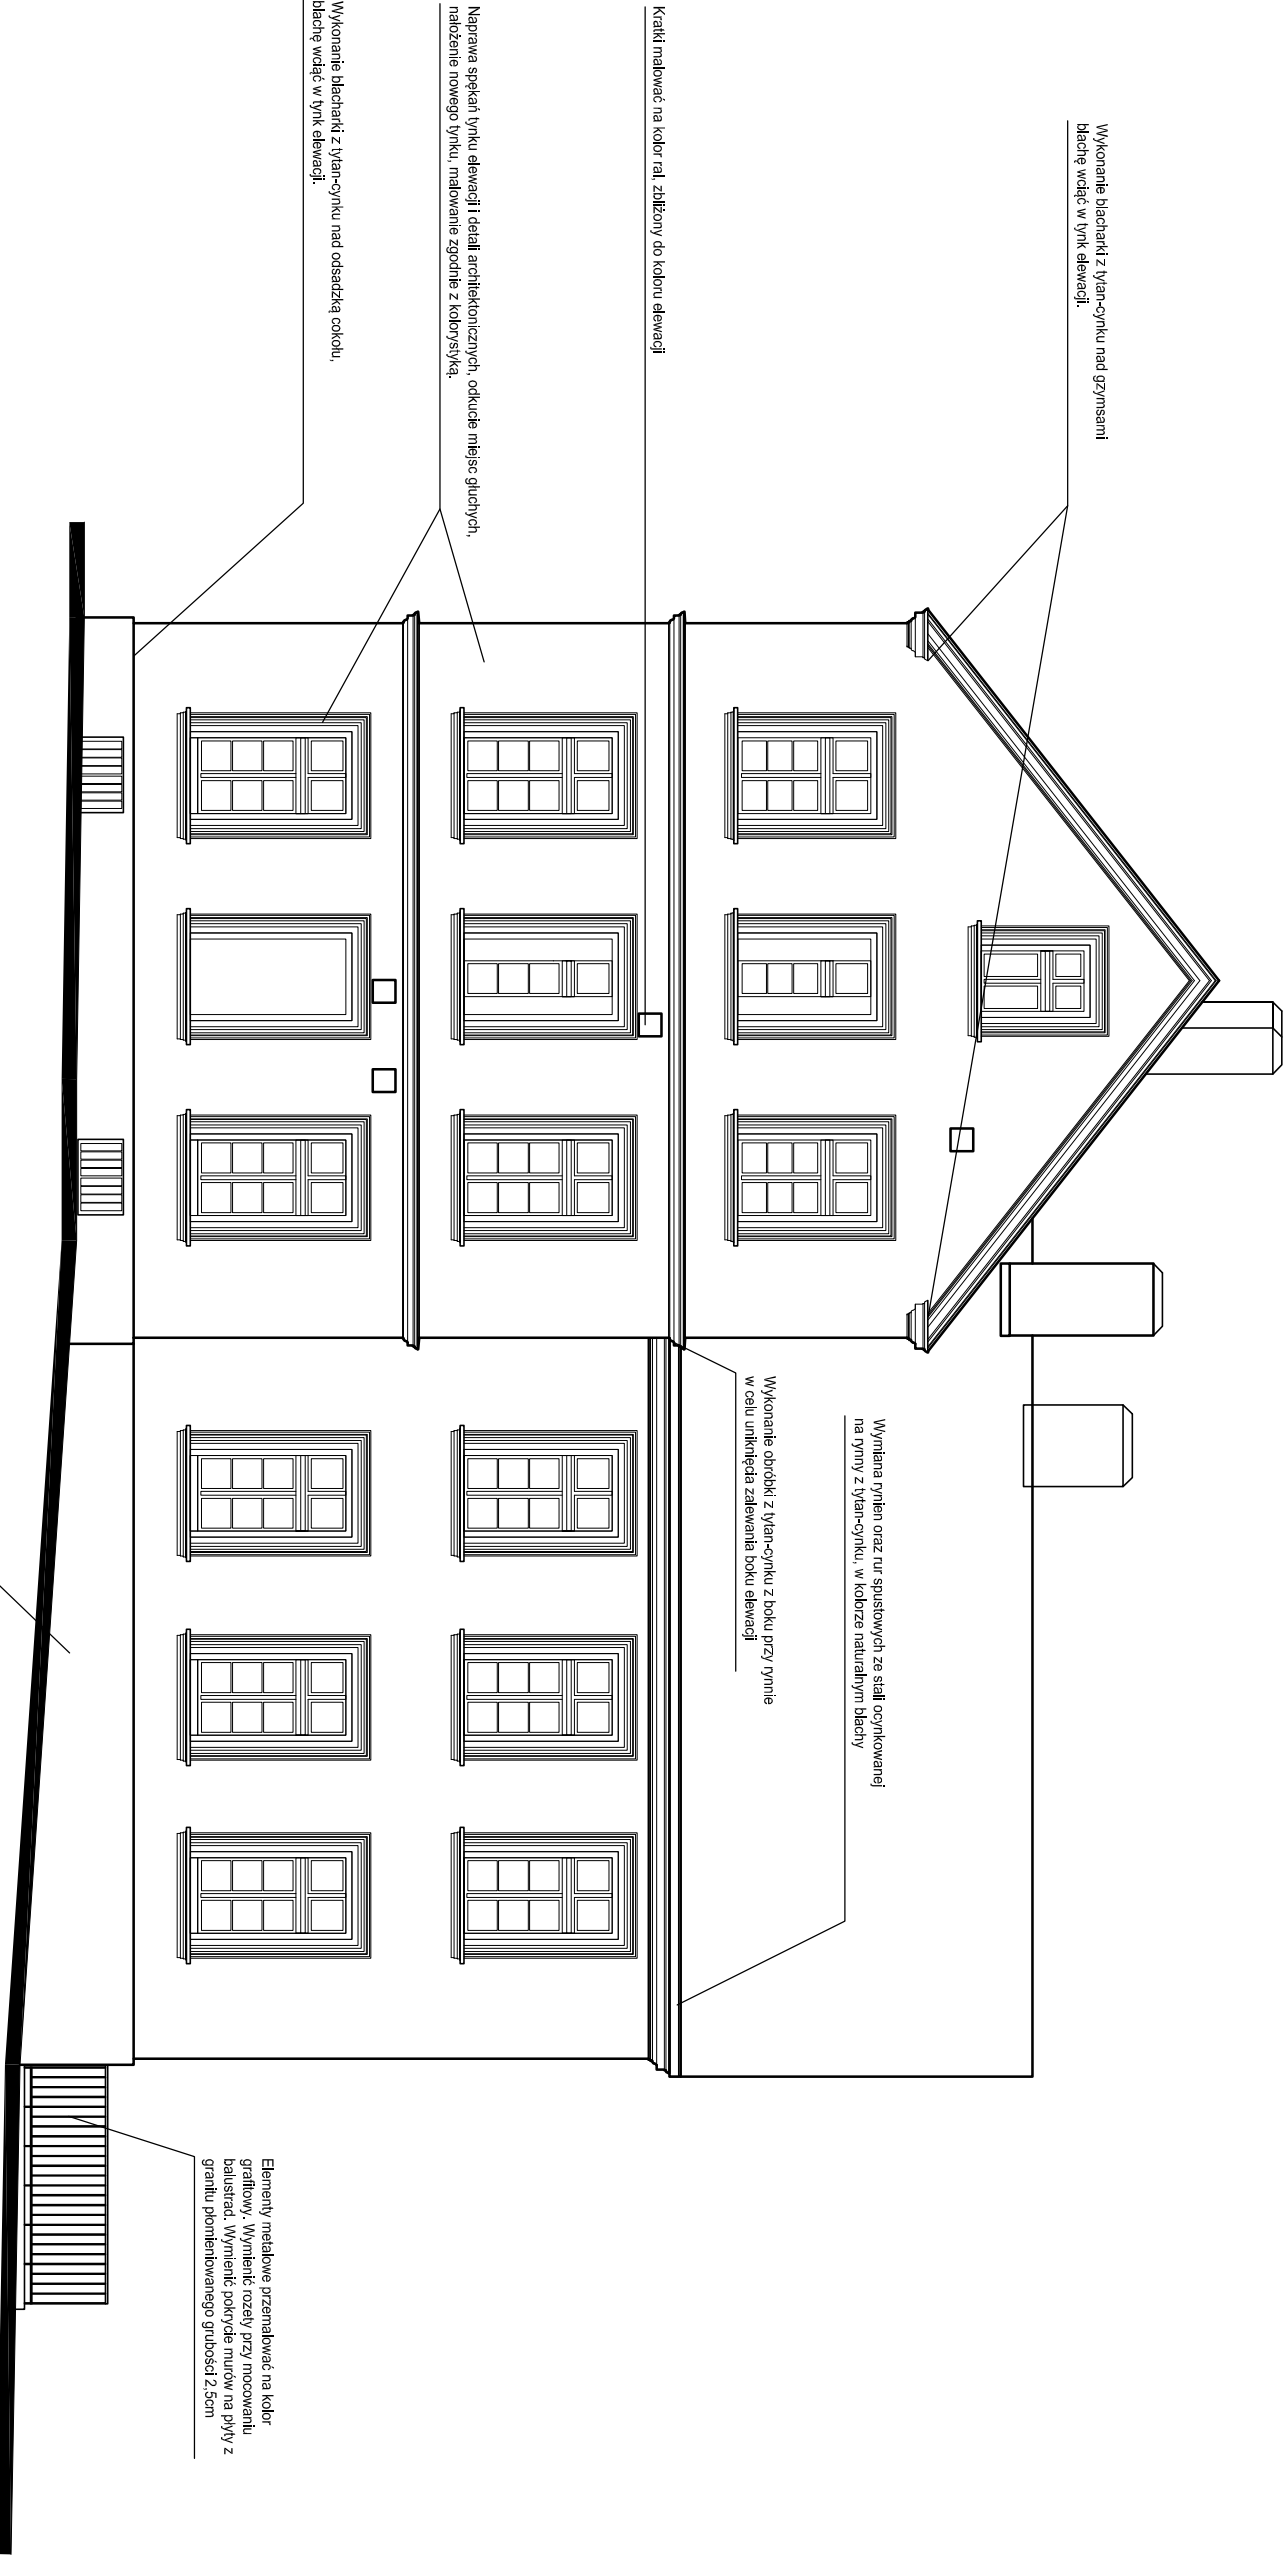 Wykonanie blacharki z tytan-cynku nad gzymsami
blachę wciąć w tynk elewacji.
Kratki malować na kolor ral, zbliżony do koloru elewacji
Naprawa spękań tynku elewacji i detali architektonicznych, odkucie miejsc głuchych,
nałożenie nowego tynku, malowanie zgodnie z kolorystyką.
Wykonanie blacharki z tytan-cynku nad odsadzką cokołu,
blachę wciąć w tynk elewacji.
Wymiana rynien oraz rur spustowych ze stali ocynkowanej
na rynny z tytan-cynku, w kolorze naturalnym blachy
Wykonanie obróbki z tytan-cynku z boku przy rynnie
w celu uniknięcia zalewania boku elewacji
Elementy metalowe przemalować na kolor
grafitowy. Wymienić rozety przy mocowaniu
balustrad. Wymienić pokrycie murów na płyty z
granitu płomieniowanego grubości 2,5cm